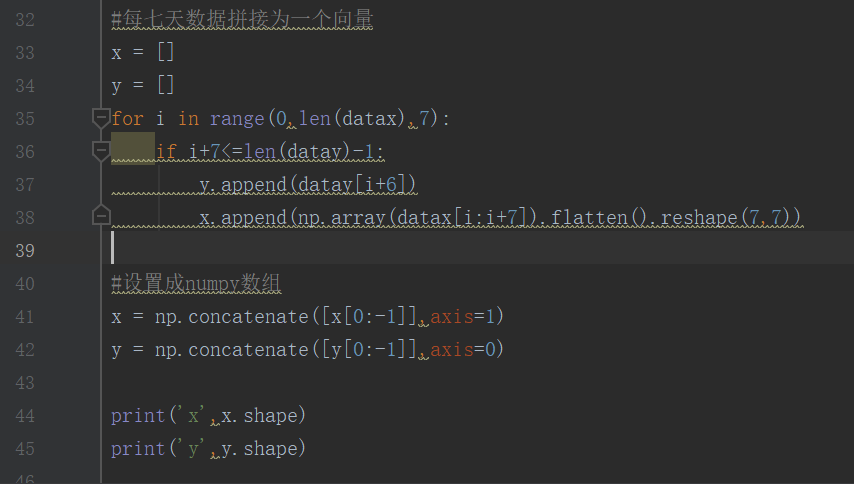 32 #每七天数据拼接为一个向量
33 x = []
34 y = []
35 for i in range(0,len(datax),7):
36 if i+7<=len(datay)-1:
37 y.append(datay[i+6])
38 x.append(np.array(datax[i:i+7]).flatten().reshape(7,7))
39
40 #设置成numpy数组
41 x = np.concatenate([x[0:-1]],axis=1)
42 y = np.concatenate([y[0:-1]],axis=0)
43
44 print('x',x.shape)
45 print('y',y.shape)
46